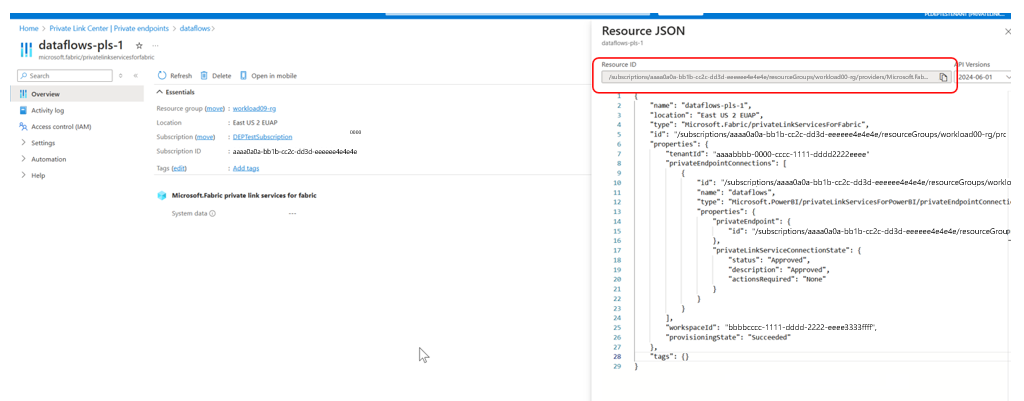 Home > Private Link Center | Private endpoints > dataflows >
dataflows-pls-1 ☆ ...
microsoft.fabric/privatelinkservicesforfabric
Search
Overview
Activity log
Access control (IAM)
Settings
Automation
Help
Refresh Delete Open in mobile
Essentials
Resource group (move) : workload09-rg
Location : East US 2 EUAP
Subscription (move) : DEPTestSubscription
Subscription ID : aaaa0a0a-bb1b-cc2c-dd3d-eeeeee4e4e4e
Tags (edit) : Add tags
Microsoft.Fabric private link services for fabric
System data ---
Resource JSON
dataflows-pls-1
Resource ID
API Versions
/subscriptions/aaaa0a0a-bb1b-cc2c-dd3d-eeeeee4e4e4e/resourceGroups/workload00-rg/providers/Microsoft.fab...
2024-06-01
1 {
2 "name": "dataflows-pls-1",
3 "location": "East US 2 EUAP",
4 "type": "Microsoft.Fabric/privateLinkServicesForFabric",
5 "id": "/subscriptions/aaaa0a0a-bb1b-cc2c-dd3d-eeeeee4e4e4e/resourceGroups/workload00-rg/prc
6 "properties": {
7 "tenantId": "aaaabbbb-0000-cccc-1111-dddd2222eeee"
8 "privateEndpointConnections": [
9 {
10 "id": "/subscriptions/aaaa0a0a-bb1b-cc2c-dd3d-eeeeee4e4e4e/resourceGroups/worklo
11 "name": "dataflows",
12 "type": "Microsoft.PowerBI/privateLinkServicesForPowerBI/privateEndpointConnecti
13 "properties": {
14 "privateEndpoint": {
15 "id": "/subscriptions/aaaa0a0a-bb1b-cc2c-dd3d-eeeeee4e4e4e/resourceGroup
16 },
17 "privateLinkServiceConnectionState": {
18 "status": "Approved",
19 "description": "Approved",
20 "actionsRequired": "None"
21 }
22 }
23 }
24 ],
25 "workspaceId": "bbbbcccc-1111-dddd-2222-eeee3333ffff",
26 "provisioningState": "Succeeded"
27 },
28 "tags": {}
29 }